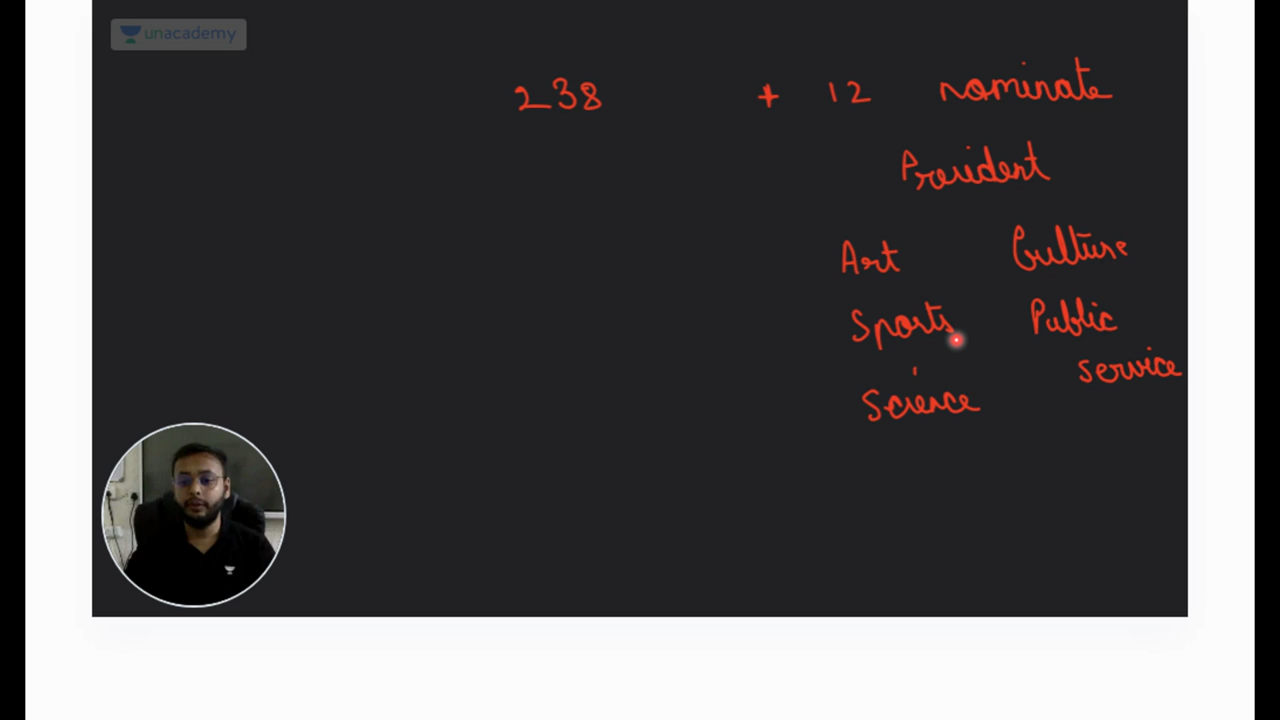 unacademy
238 + 12 nominate
President
Art Culture
Sports Public
service
Science